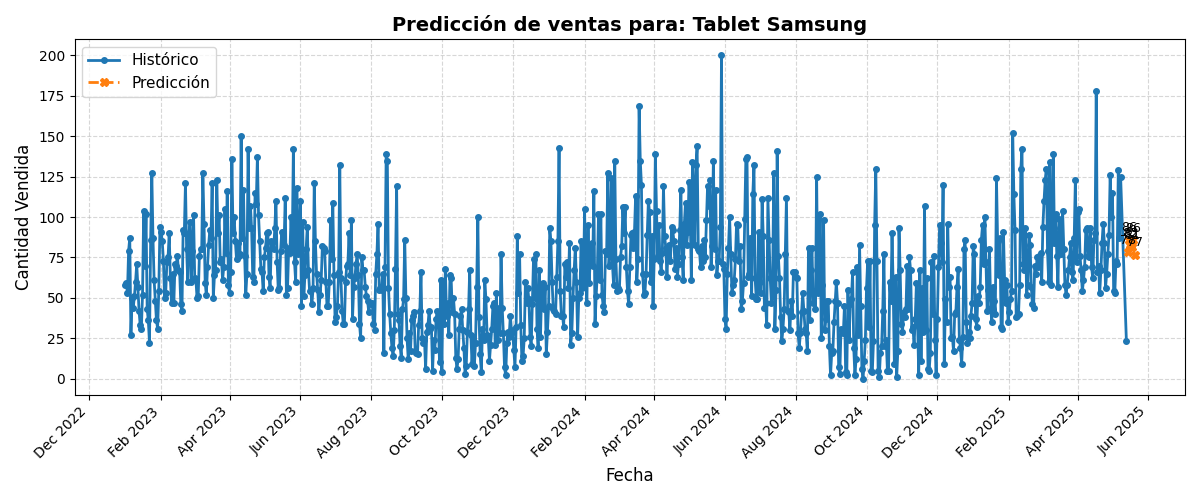 Predicción de ventas para: Tablet Samsung
Histórico
Predicción
Cantidad Vendida
200
175
150
125
100
75
50
25
0
Dec 2022
Feb 2023
Apr 2023
Jun 2023
Aug 2023
Oct 2023
Dec 2023
Feb 2024
Apr 2024
Jun 2024
Aug 2024
Oct 2024
Dec 2024
Feb 2025
Apr 2025
Jun 2025
Fecha